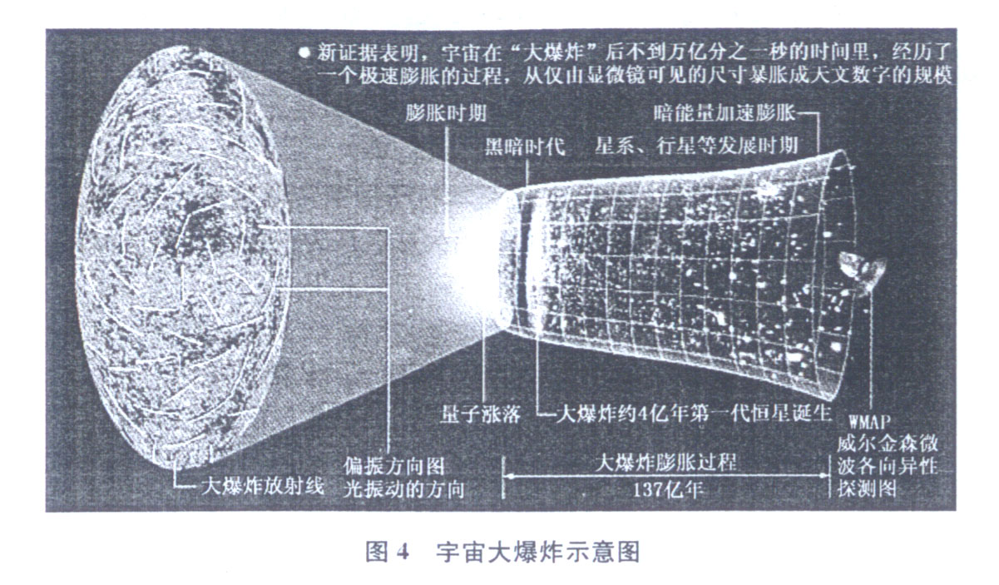 ● 新证据表明，宇宙在“大爆炸”后不到万亿分之一秒的时间里，经历了
一个极速膨胀的过程，从仅由显微镜可见的尺寸暴胀成天文数字的规模
膨胀时期
暗能量加速膨胀
黑暗时代
星系、行星等发展时期
量子涨落
大爆炸约4亿年第一代恒星诞生
WMAP
威尔金森微
波各向异性
探测图
偏振方向图
光振动的方向
大爆炸放射线
大爆炸膨胀过程
137亿年
图 4 宇宙大爆炸示意图